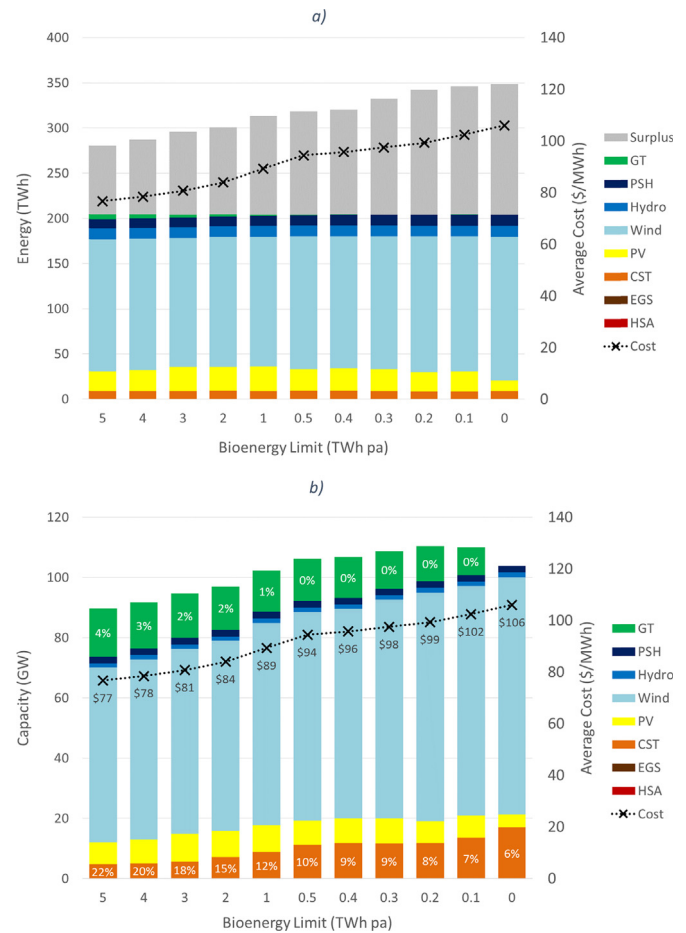 a)
400
350
300
250
200
150
100
50
0
Energy (TWh)
140
120
100
80
60
40
20
0
Average Cost ($/MWh)
5 4 3 2 1 0.5 0.4 0.3 0.2 0.1 0
Bioenergy Limit (TWh pa)
Surplus
GT
PSH
Hydro
Wind
PV
CST
EGS
HSA
Cost
b)
120
100
80
60
40
20
0
Capacity (GW)
140
120
100
80
60
40
20
0
Average Cost ($/MWh)
4% 3% 2% 2% 1% 0% 0% 0% 0% 0%
$77 $78 $81 $84 $89 $94 $96 $98 $99 $102 $106
22% 20% 18% 15% 12% 10% 9% 9% 8% 7% 6%
5 4 3 2 1 0.5 0.4 0.3 0.2 0.1 0
Bioenergy Limit (TWh pa)
GT
PSH
Hydro
Wind
PV
CST
EGS
HSA
Cost